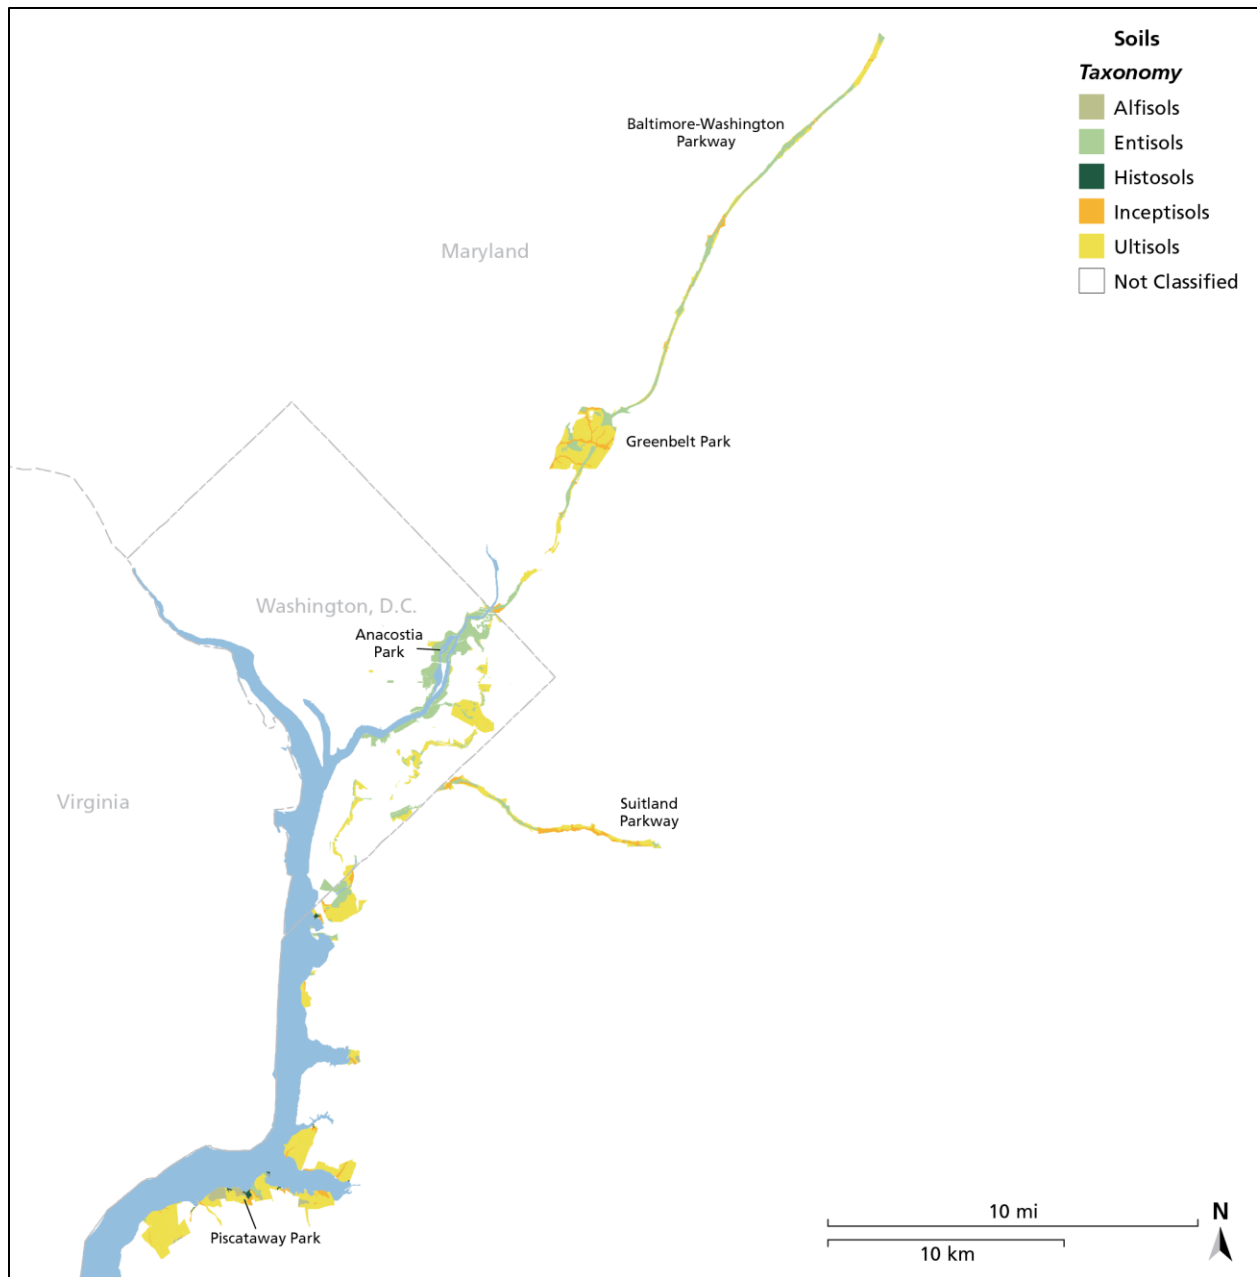 Soils
Taxonomy
Alfisols
Entisols
Histosols
Inceptisols
Ultisols
Not Classified
Baltimore-Washington
Parkway
Maryland
Greenbelt Park
Washington, D.C.
Anacostia
Park
Virginia
Suitland
Parkway
Piscataway Park
10 mi
10 km
N